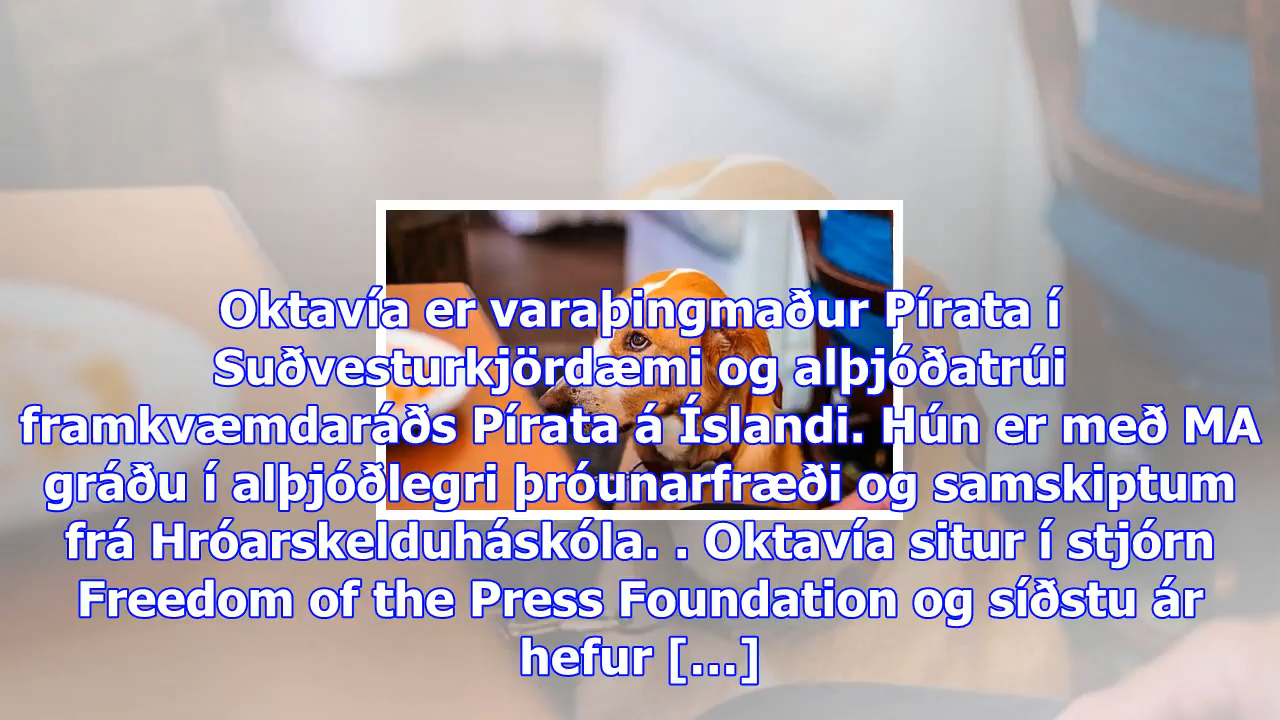 Oktavía er varaþingmaður Pírata í
Suðvesturkjördæmi og alþjóðatrúi
framkvæmdaráðs Pírata á Íslandi. Hún er með MA
gráðu í alþjóðlegri þróunarfræði og samskiptum
frá Hróarskelduháskóla. . Oktavía situr í stjórn
Freedom of the Press Foundation og síðstu ár
hefur [...]